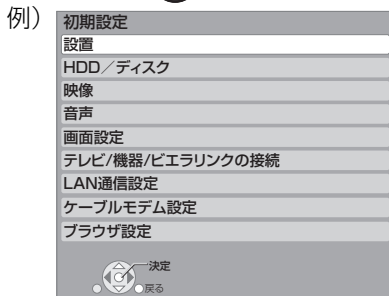 例）
初期設定
設置
HDD／ディスク
映像
音声
画面設定
テレビ/機器/ビエラリンクの接続
LAN通信設定
ケーブルモデム設定
ブラウザ設定
決定
戻る